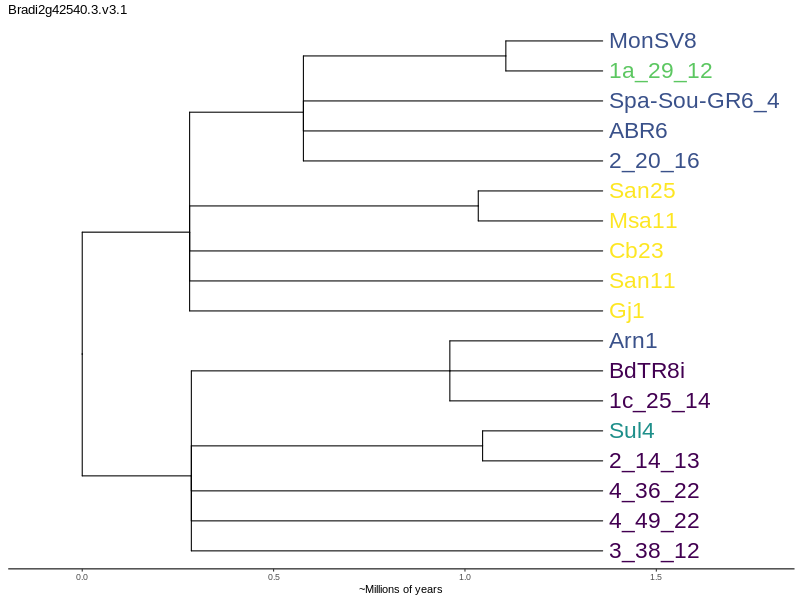 Bradi2g42540.3.v3.1
MonSV8
1a_29_12
Spa-Sou-GR6_4
ABR6
2_20_16
San25
Msa11
Cb23
San11
Gj1
Arn1
BdTR8i
1c_25_14
Sul4
2_14_13
4_36_22
4_49_22
3_38_12
0.0 0.5 1.0 1.5
~Millions of years